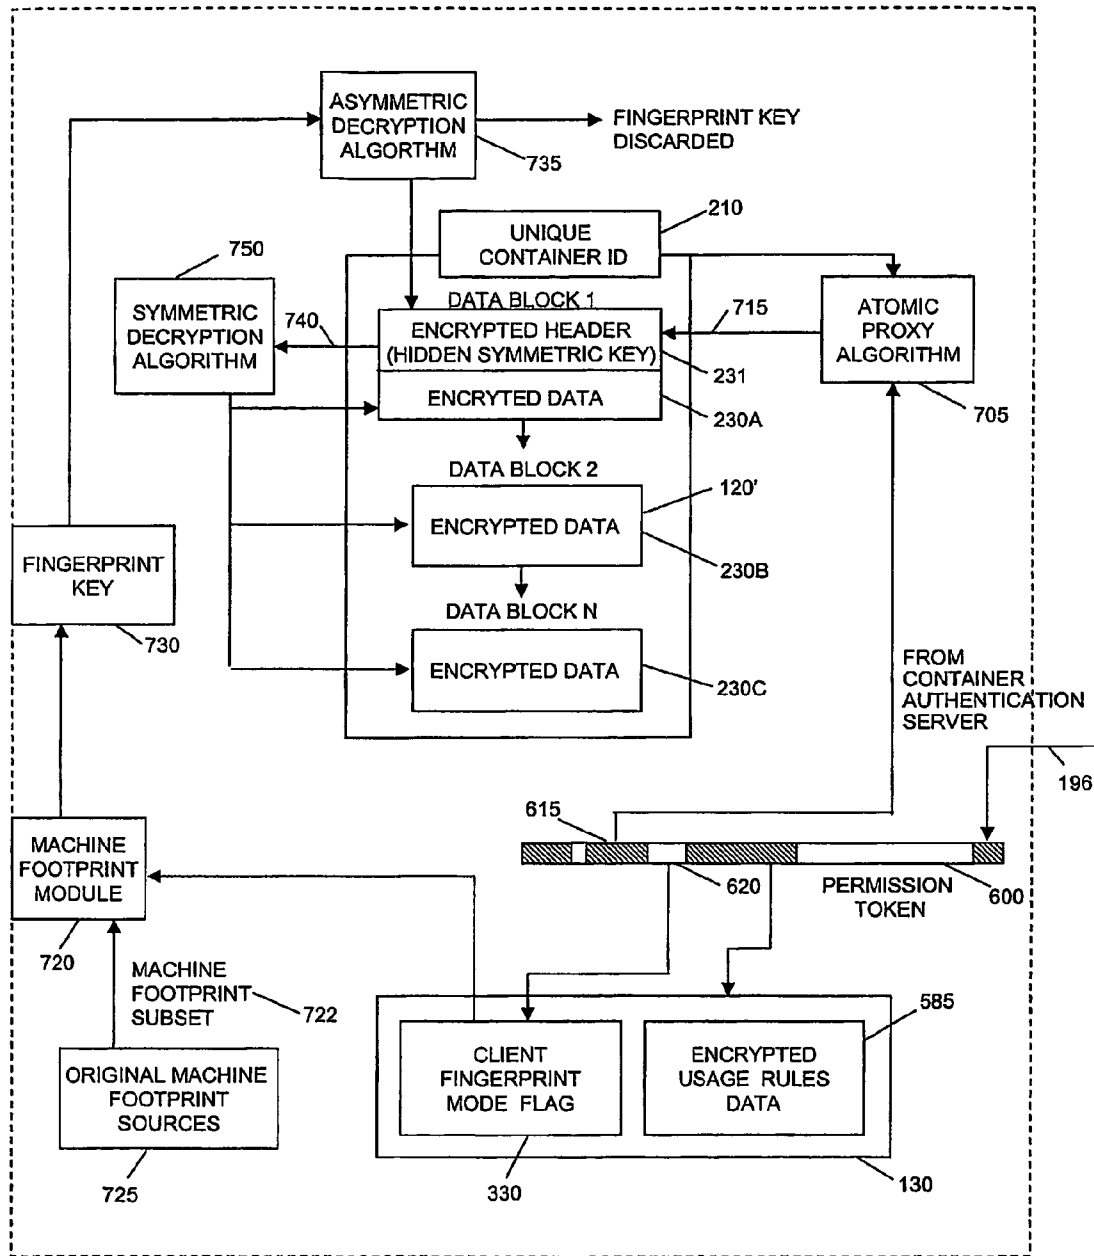 ASYMMETRIC
DECRYPTION
ALGORTHM
735
FINGERPRINT KEY
DISCARDED
210
UNIQUE
CONTAINER ID
750
SYMMETRIC
DECRYPTION
ALGORITHM
740
DATA BLOCK 1
ENCRYPTED HEADER
(HIDDEN SYMMETRIC KEY)
715
ATOMIC
PROXY
ALGORITHM
231
705
ENCRYTED DATA
230A
DATA BLOCK 2
120'
ENCRYPTED DATA
230B
FINGERPRINT
KEY
730
DATA BLOCK N
ENCRYPTED DATA
230C
FROM
CONTAINER
AUTHENTICATION
SERVER
196
615
620
PERMISSION
TOKEN
600
MACHINE
FOOTPRINT
MODULE
720
MACHINE
FOOTPRINT
SUBSET
722
585
CLIENT
FINGERPRINT
MODE FLAG
ENCRYPTED
USAGE RULES
DATA
ORIGINAL MACHINE
FOOTPRINT
SOURCES
725
330
130